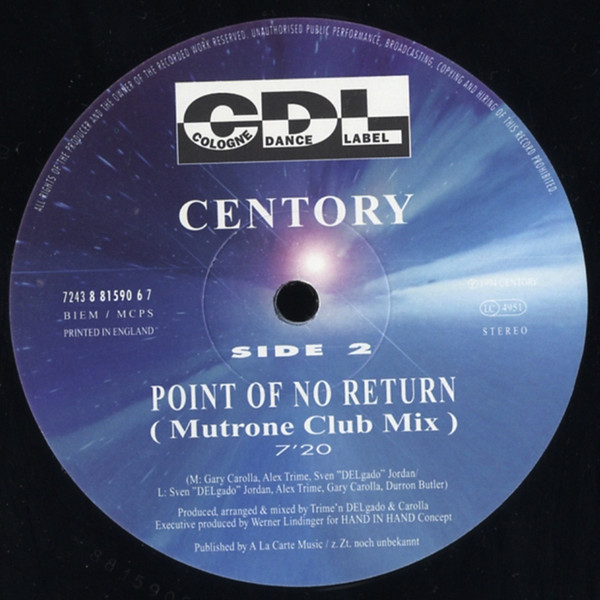 ALL RIGHTS OF THE PRODUCER AND THE OWNER OF THE RECORDED WORK RESERVED. UNAUTHORISED PUBLIC PERFORMANCE, BROADCASTING, COPYING AND HIRING OF THIS RECORD PROHIBITED.
CDL
COLOGNE DANCE LABEL
CENTORY
7243 8 81590 6 7
BIEM / MCPS
PRINTED IN ENGLAND
℗ 1994 CENTORY
LC 4951
STEREO
SIDE 2
POINT OF NO RETURN
( Mutrone Club Mix )
7'20
(M: Gary Carolla, Alex Trime, Sven "DELgado" Jordan/
L: Sven "DELgado" Jordan, Alex Trime, Gary Carolla, Durron Butler)
Produced, arranged & mixed by Trime'n DELgado & Carolla
Executive produced by Werner Lindinger for HAND IN HAND Concept
Published by A La Carte Music / z. Zt. noch unbekannt